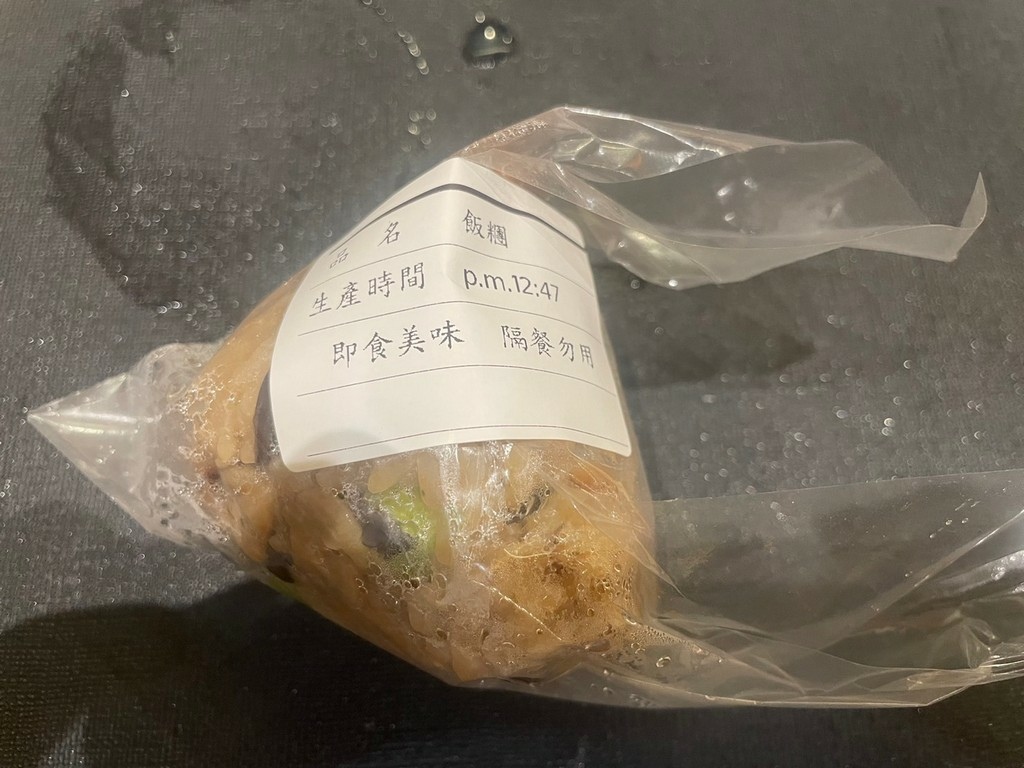 品名 飯糰
生產時間 p.m.12:47
即食美味 隔餐勿用